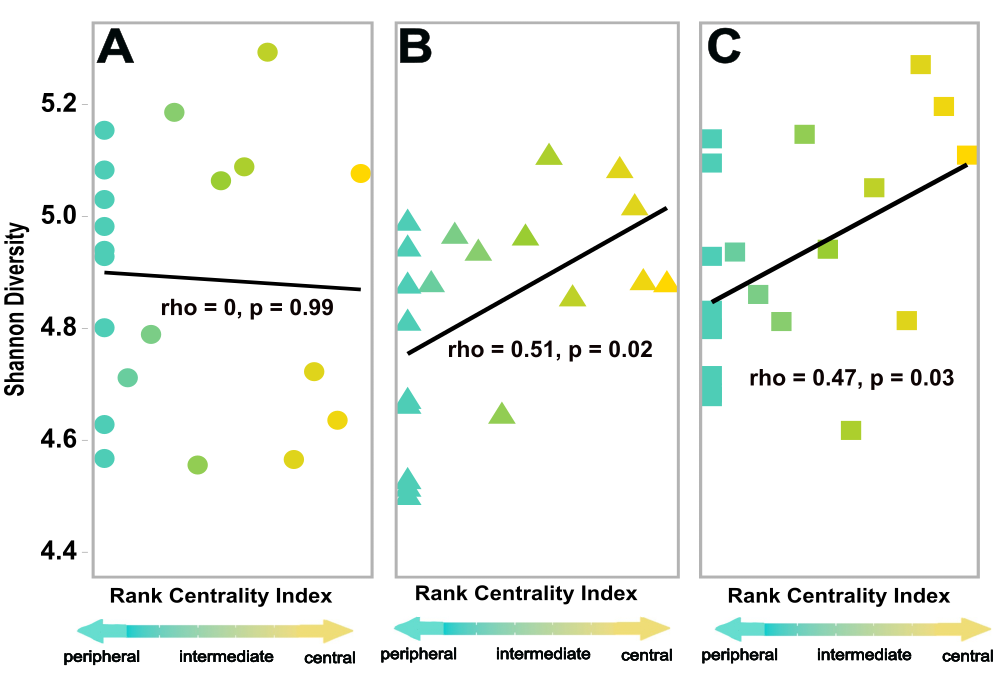 A
B
C
5.2
5.0
4.8
4.6
4.4
Shannon Diversity
rho = 0, p = 0.99
rho = 0.51, p = 0.02
rho = 0.47, p = 0.03
Rank Centrality Index
Rank Centrality Index
Rank Centrality Index
peripheral intermediate central
peripheral intermediate central
peripheral intermediate central